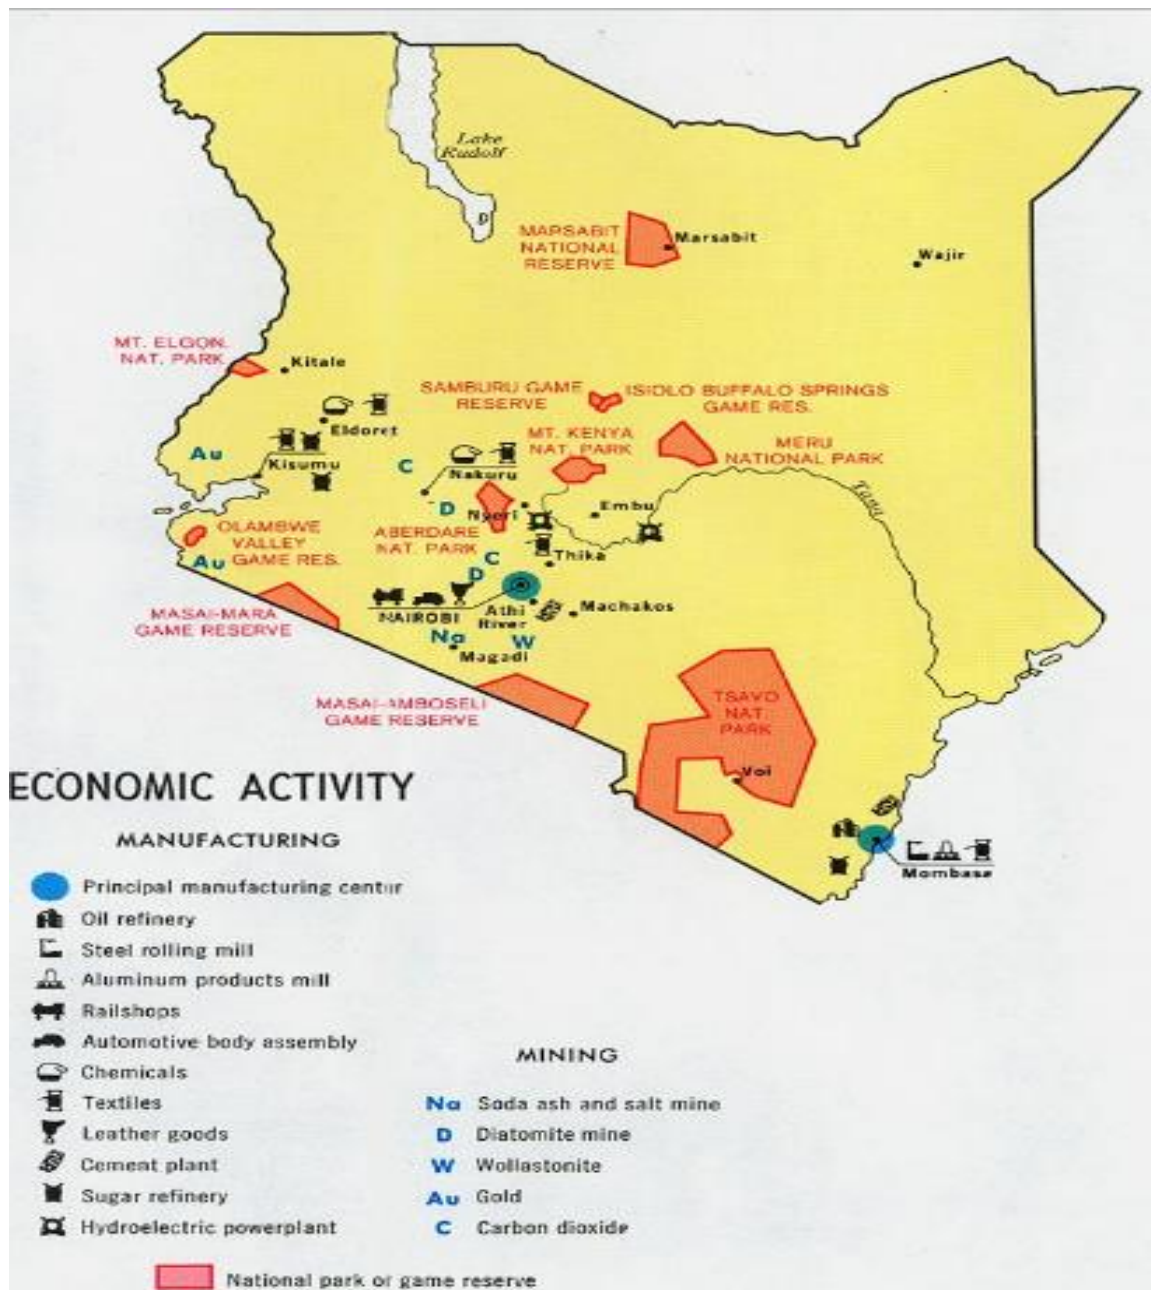 Lake
Rudolf
MARSABIT
NATIONAL
RESERVE
Marsabit
Wajir
MT. ELGON
NAT. PARK
Kitale
SAMBURU GAME
RESERVE
ISIOLO BUFFALO SPRINGS
GAME RES.
Eldoret
MT. KENYA
NAT. PARK
MERU
NATIONAL PARK
Au
Kisumu
C
Nakuru
Tana
D
Nyeri
Embu
OLAMBWE
VALLEY
GAME RES.
ABERDARE
NAT. PARK
Au
C
D
Thika
MASAI-MARA
GAME RESERVE
NAIROBI
Athi
River
Machakos
Na
W
Magadi
MASAI-AMBOSELI
GAME RESERVE
TSAVO
NAT.
PARK
Voi
Mombasa
ECONOMIC ACTIVITY
MANUFACTURING
Principal manufacturing center
Oil refinery
Steel rolling mill
Aluminum products mill
Railshops
Automotive body assembly
Chemicals
Textiles
Leather goods
Cement plant
Sugar refinery
Hydroelectric powerplant
MINING
Na Soda ash and salt mine
D Diatomite mine
W Wollastonite
Au Gold
C Carbon dioxide
National park or game reserve